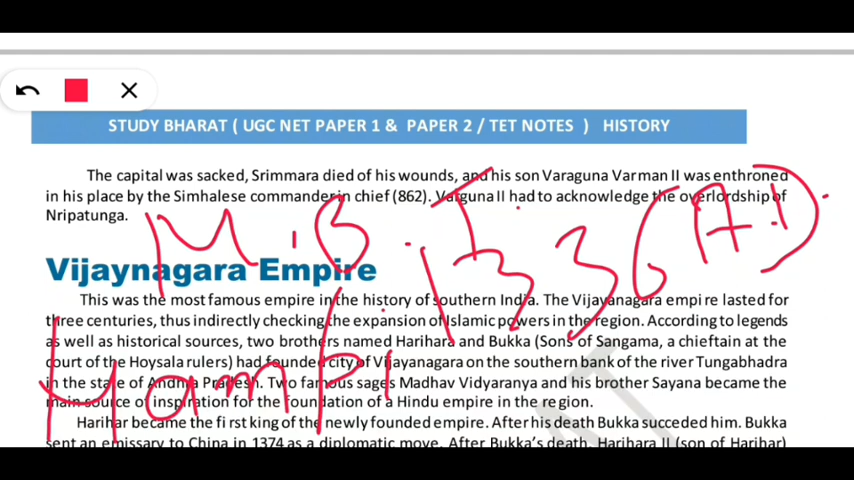 STUDY BHARAT ( UGC NET PAPER 1 & PAPER 2 / TET NOTES ) HISTORY
The capital was sacked, Srimmara died of his wounds, and his son Varaguna Varman II was enthroned
in his place by the Simhalese commander in chief (862). Varguna II had to acknowledge the overlordship of
Nripatunga.
M.B.T 1336 A.D
Vijaynagara Empire
This was the most famous empire in the history of southern India. The Vijayanagara empi re lasted for
three centuries, thus indirectly checking the expansion of Islamic powers in the region. According to legends
as well as historical sources, two brothers named Harihara and Bukka (Sons of Sangama, a chieftain at the
court of the Hoysala rulers) had founded city of Vijayanagara on the southern bank of the river Tungabhadra
in the state of Andhra Pradesh. Two famous sages Madhav Vidyaranya and his brother Sayana became the
main source of inspiration for the foundation of a Hindu empire in the region.
Hampi
Harihar became the fi rst king of the newly founded empire. After his death Bukka succeded him. Bukka
sent an emissary to China in 1374 as a diplomatic move. After Bukka's death, Harihara II (son of Harihar)